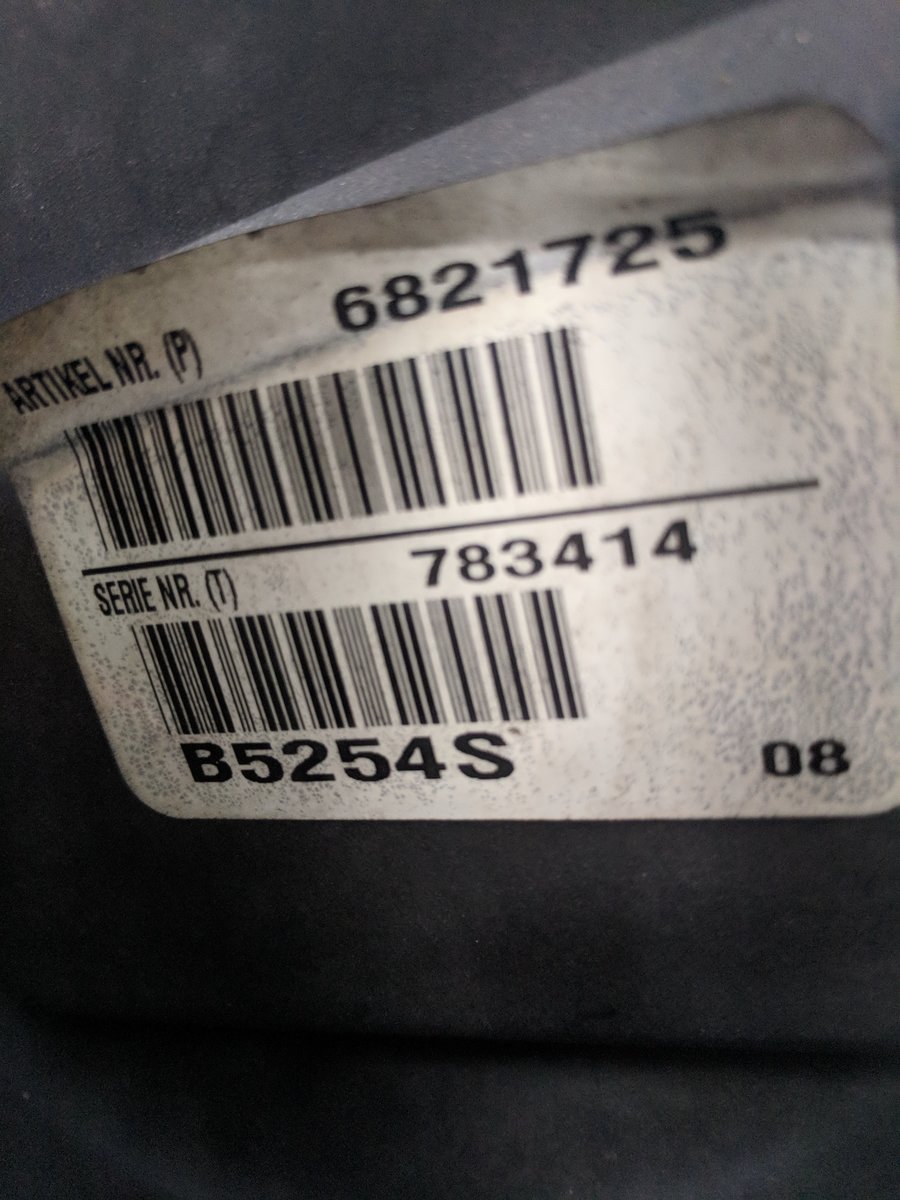 6821725
ARTIKEL NR. (P)
783414
SERIE NR. (T)
B5254S 08